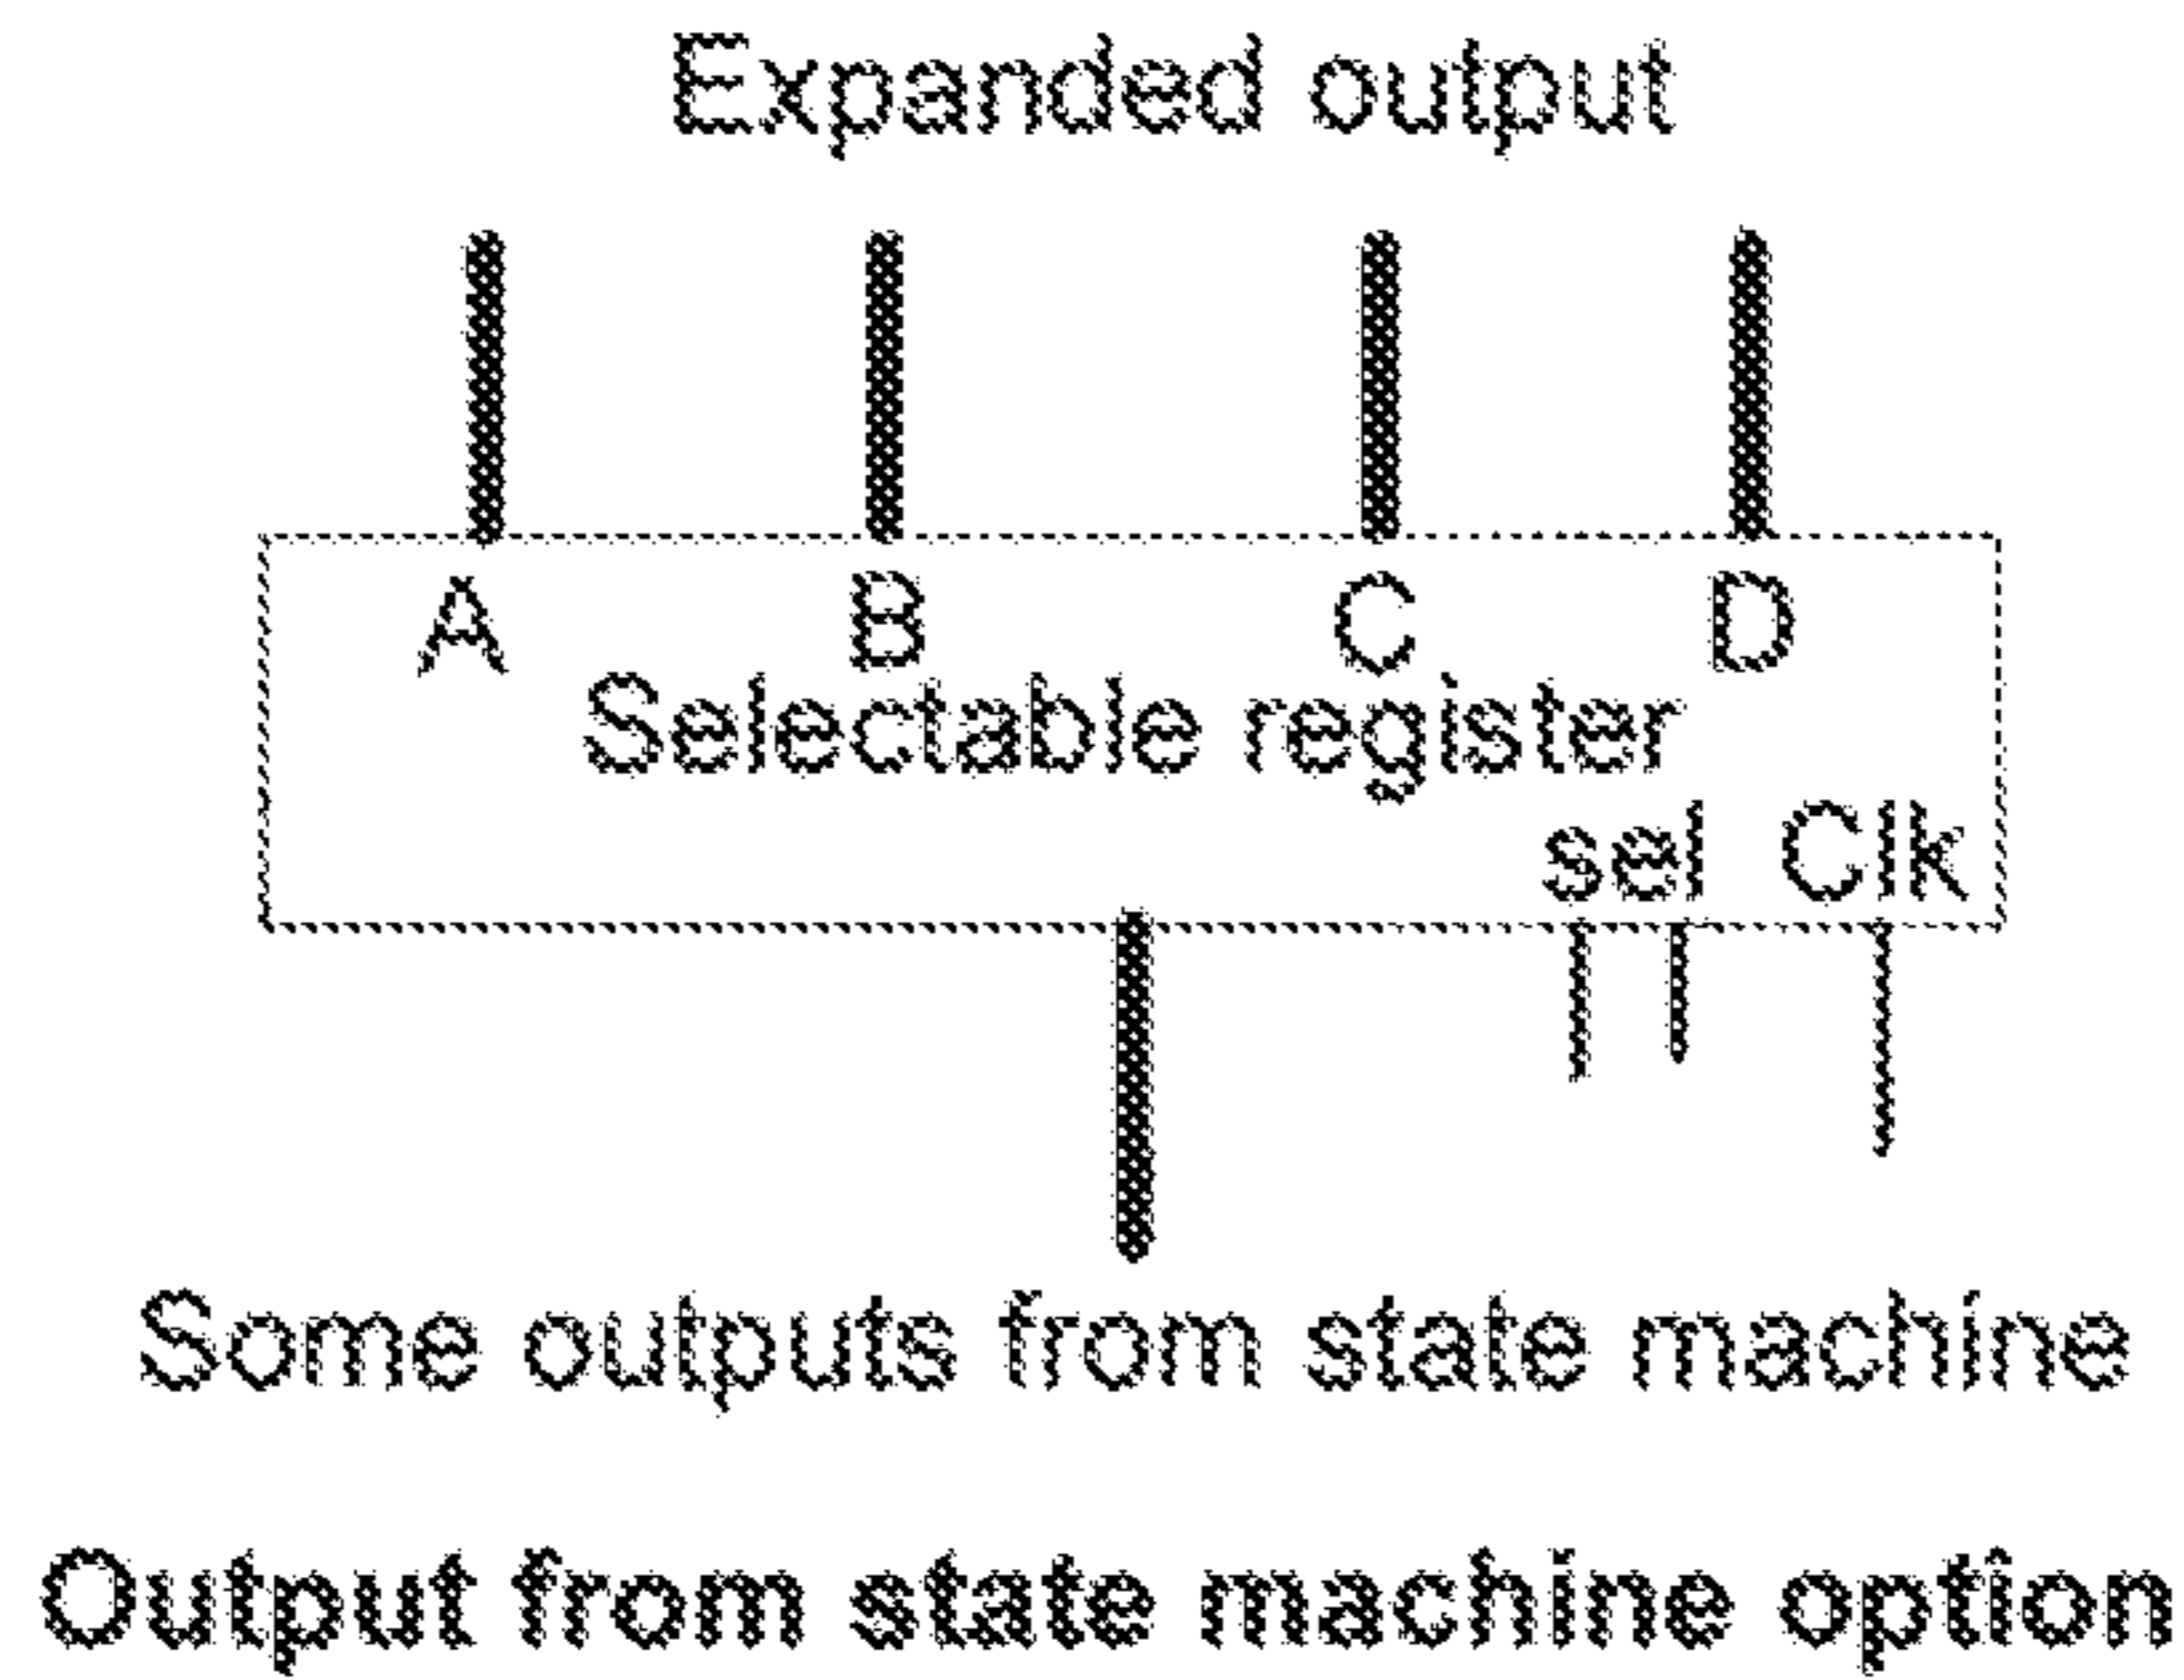 Expanded output
A B C D
Selectable register
sel Clk
Some outputs from state machine
Output from state machine option